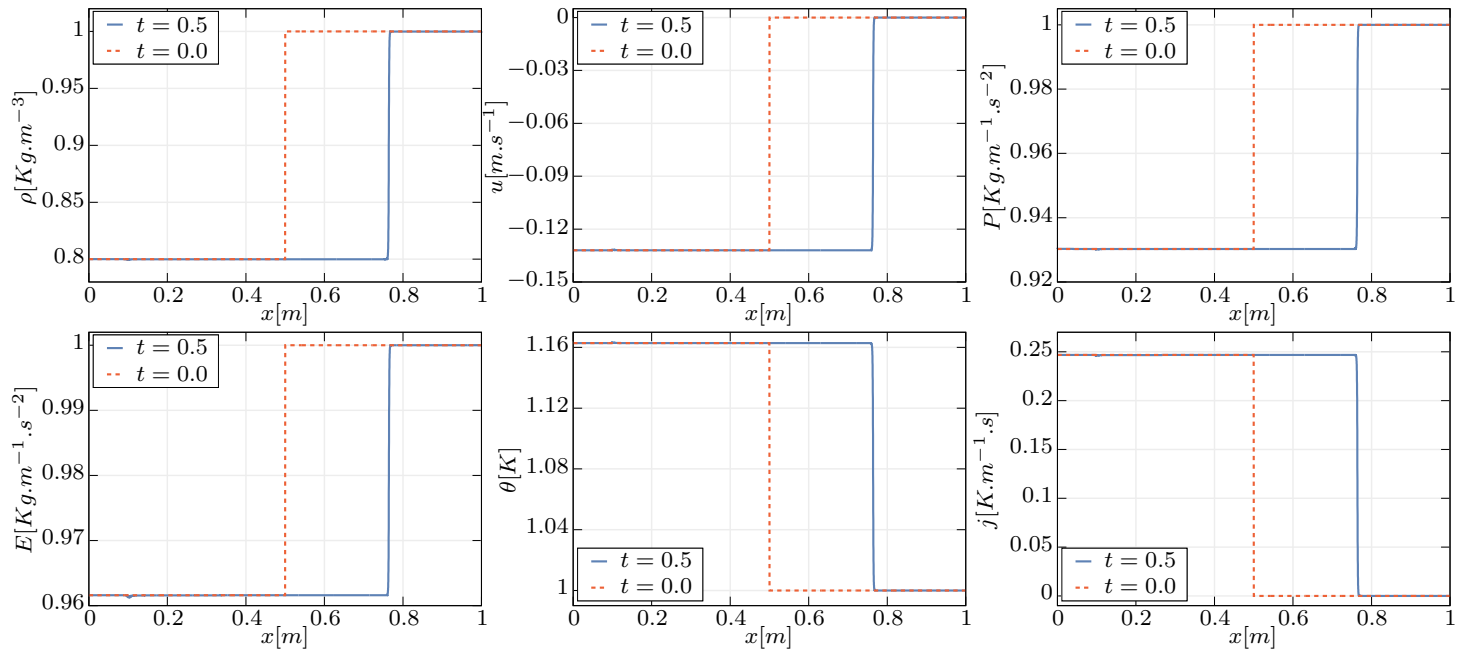 ρ[Kg.m⁻³]
1
0.95
0.9
0.85
0.8
t = 0.5
t = 0.0
0 0.2 0.4 0.6 0.8 1
x[m]
u[m.s⁻¹]
0
−0.03
−0.06
−0.09
−0.12
−0.15
t = 0.5
t = 0.0
0 0.2 0.4 0.6 0.8 1
x[m]
P[Kg.m⁻¹.s⁻²]
1
0.98
0.96
0.94
0.92
t = 0.5
t = 0.0
0 0.2 0.4 0.6 0.8 1
x[m]
E[Kg.m⁻¹.s⁻²]
1
0.99
0.98
0.97
0.96
t = 0.5
t = 0.0
0 0.2 0.4 0.6 0.8 1
x[m]
θ[K]
1.16
1.12
1.08
1.04
1
t = 0.5
t = 0.0
0 0.2 0.4 0.6 0.8 1
x[m]
j[K.m⁻¹.s]
0.25
0.2
0.15
0.1
0.05
0
t = 0.5
t = 0.0
0 0.2 0.4 0.6 0.8 1
x[m]